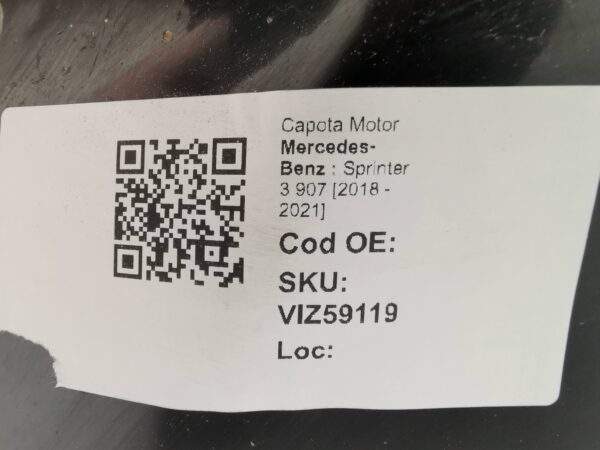 Capota Motor
Mercedes-
Benz : Sprinter
3 907 [2018 -
2021]
Cod OE:
SKU:
VIZ59119
Loc: